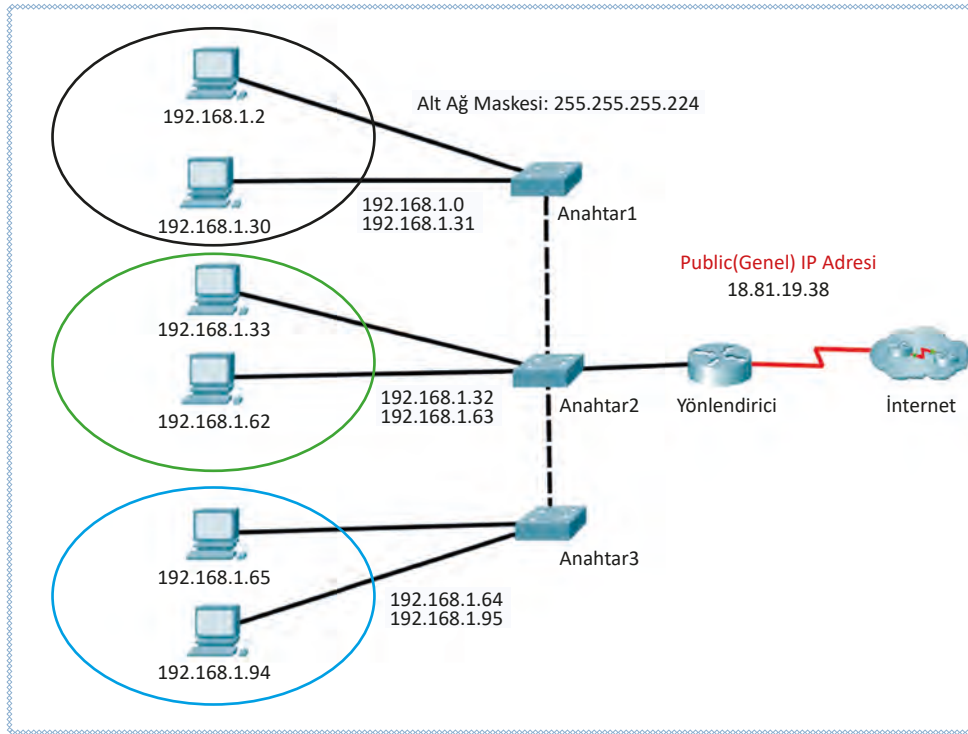 192.168.1.2
Alt Ağ Maskesi: 255.255.255.224
192.168.1.30
192.168.1.0
192.168.1.31
Anahtar1
192.168.1.33
192.168.1.62
192.168.1.32
192.168.1.63
Anahtar2
Public(Genel) IP Adresi
18.81.19.38
Yönlendirici
İnternet
192.168.1.65
192.168.1.94
192.168.1.64
192.168.1.95
Anahtar3